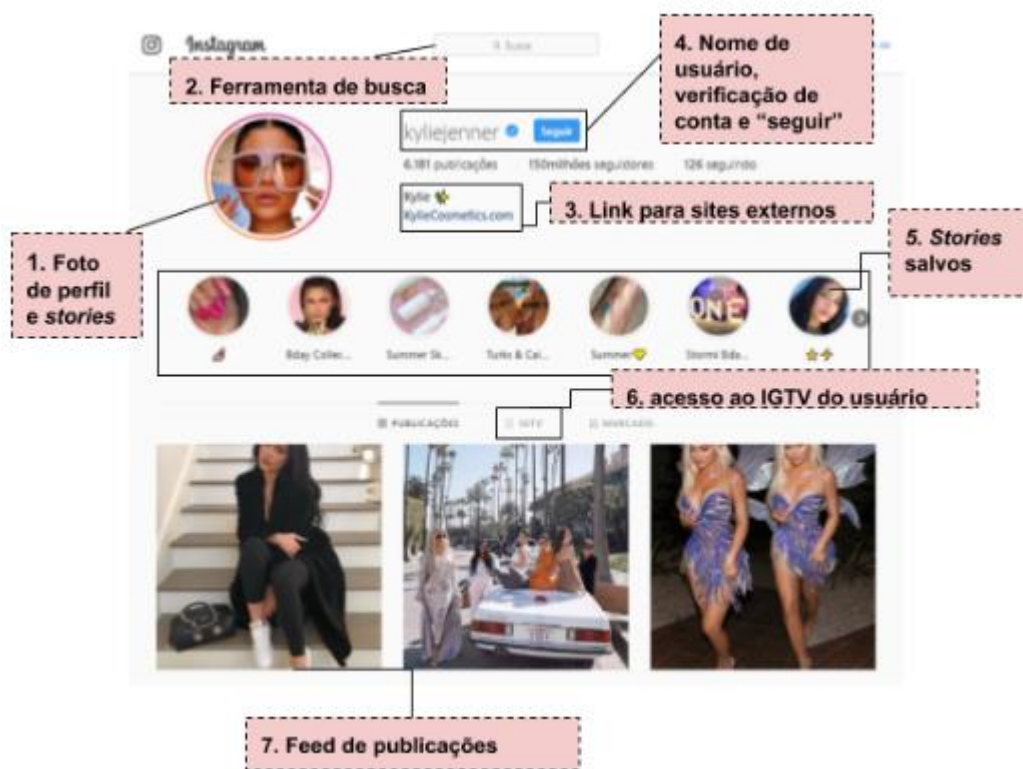 Instagram
2. Ferramenta de busca
4. Nome de
usuário,
verificação de
conta e “seguir”
kyliejenner
Seguir
6.181 publicações 150milhões seguidores 126 seguindo
Kylie
KylieCosmetics.com
3. Link para sites externos
1. Foto
de perfil
e stories
5. Stories
salvos
Bday Collec...
Summer Sk...
Turks & Cai...
Summer
Stormi Bda...
ONE
6. acesso ao IGTV do usuário
PUBLICAÇÕES IGTV MARCADO
7. Feed de publicações